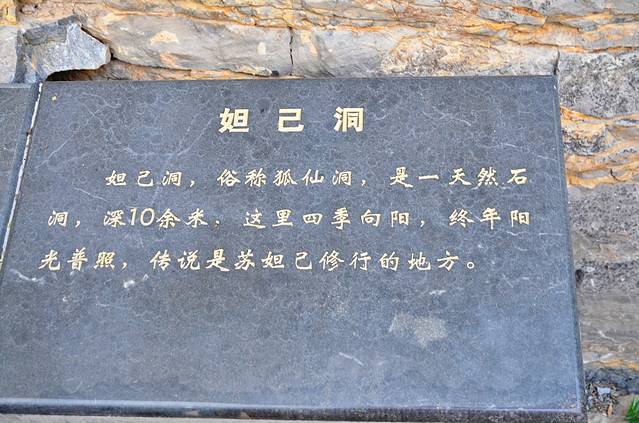 妲己洞
妲己洞，俗称狐仙洞，是一天然石
洞，深10余米，这里四季向阳，终年阳
光普照，传说是苏妲己修行的地方。